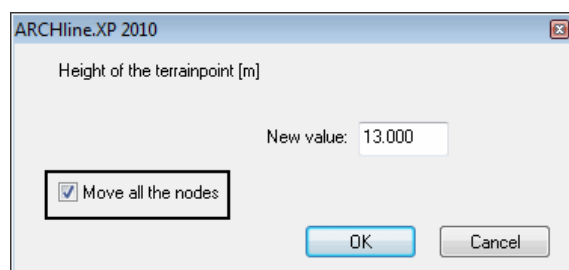 ARCHline.XP 2010
Height of the terrainpoint [m]
New value: 13.000
Move all the nodes
OK Cancel